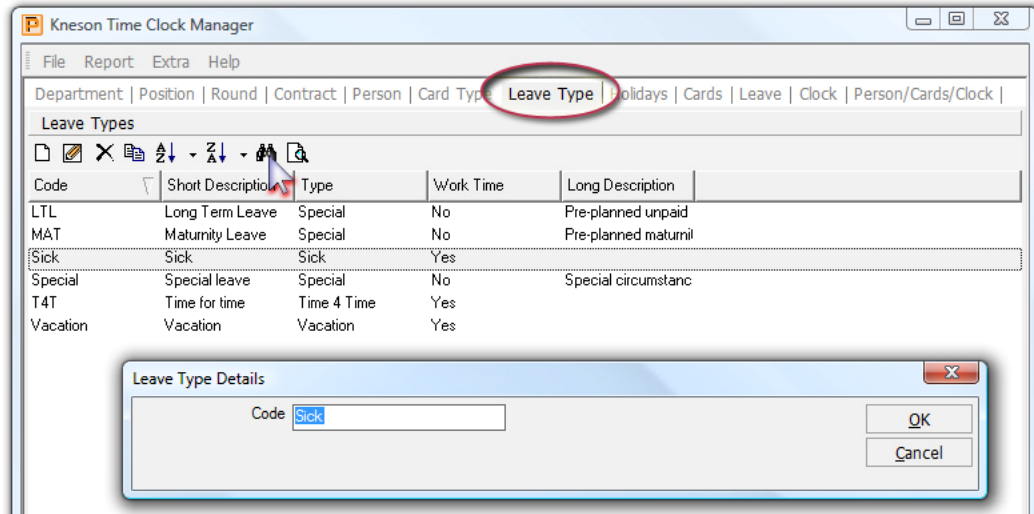 Kneson Time Clock Manager
File Report Extra Help
Department | Position | Round | Contract | Person | Card Type Leave Type | Holidays | Cards | Leave | Clock | Person/Cards/Clock |
Leave Types
Code Short Description Type Work Time Long Description
LTL Long Term Leave Special No Pre-planned unpaid
MAT Maturnity Leave Special No Pre-planned maturnit
Sick Sick Sick Yes
Special Special leave Special No Special circumstanc
T4T Time for time Time 4 Time Yes
Vacation Vacation Vacation Yes
Leave Type Details
Code Sick
OK
Cancel